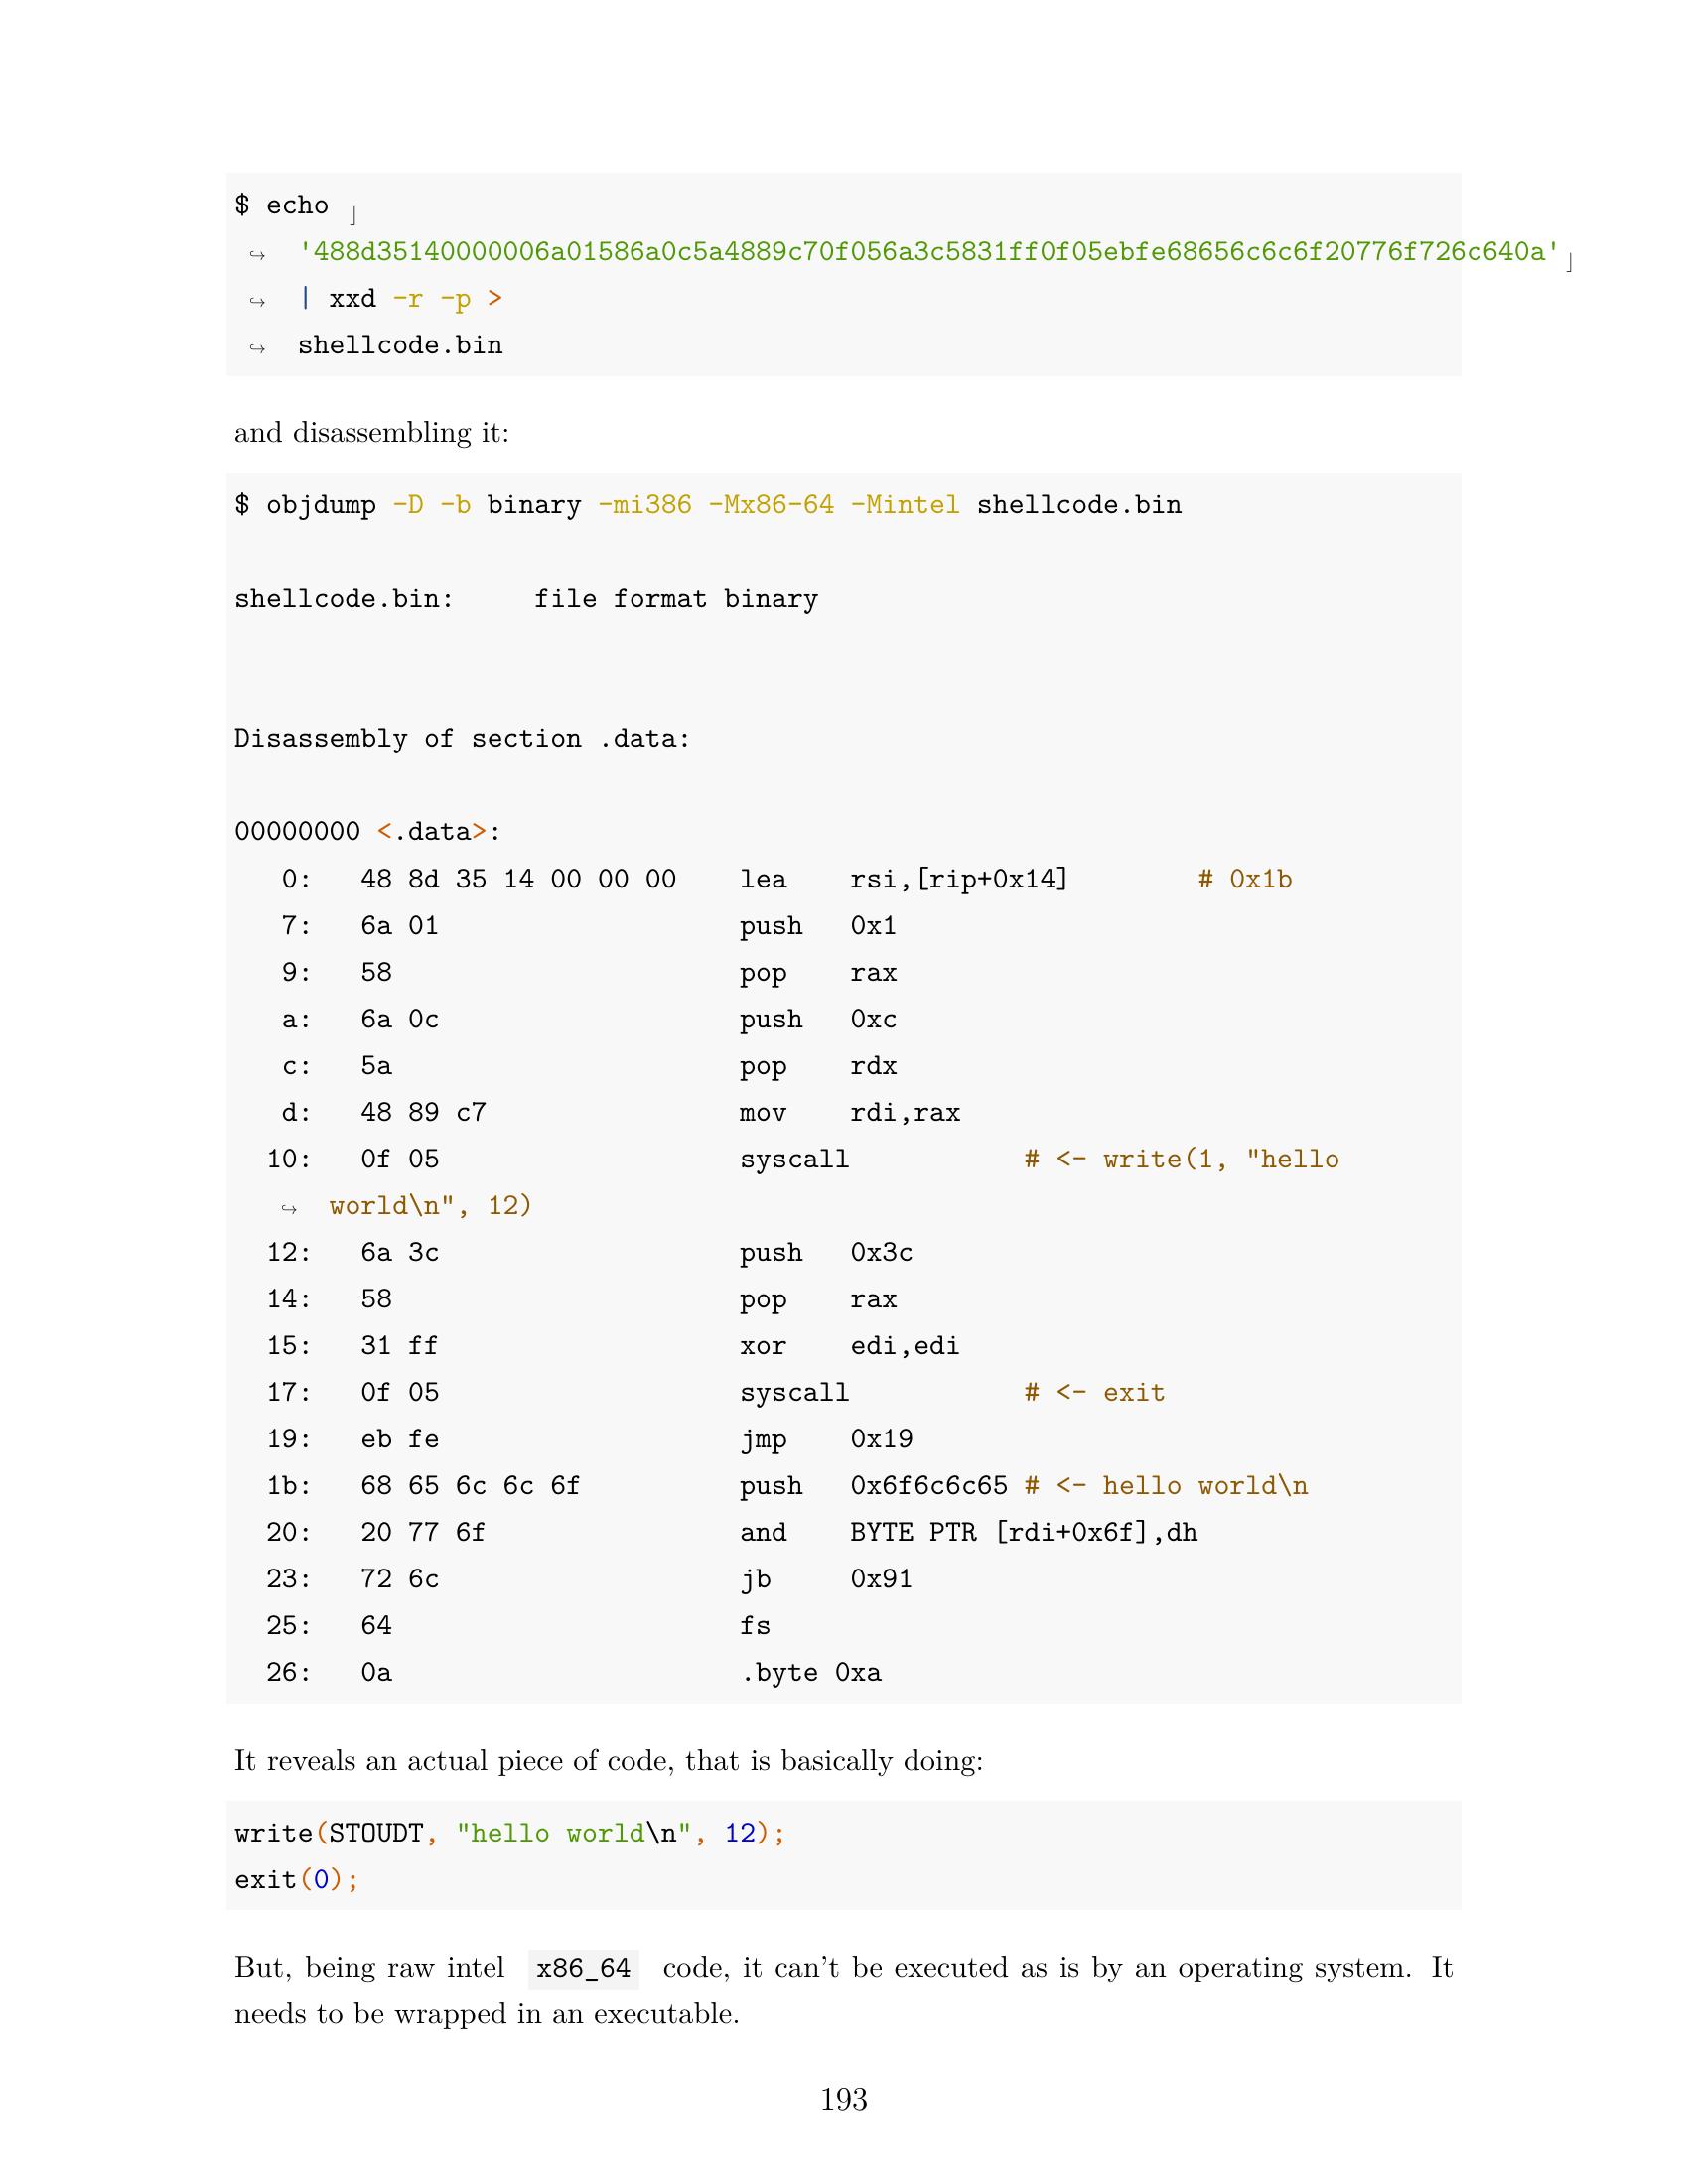 $ echo ⌋
↪ '488d35140000006a01586a0c5a4889c70f056a3c5831ff0f05ebfe68656c6c6f20776f726c640a'⌋
↪ | xxd -r -p >
↪ shellcode.bin
and disassembling it:
$ objdump -D -b binary -mi386 -Mx86-64 -Mintel shellcode.bin
shellcode.bin:     file format binary
Disassembly of section .data:
00000000 <.data>:
   0:   48 8d 35 14 00 00 00    lea    rsi,[rip+0x14]        # 0x1b
   7:   6a 01                   push   0x1
   9:   58                      pop    rax
   a:   6a 0c                   push   0xc
   c:   5a                      pop    rdx
   d:   48 89 c7                mov    rdi,rax
  10:   0f 05                   syscall           # <- write(1, "hello
↪ world\n", 12)
  12:   6a 3c                   push   0x3c
  14:   58                      pop    rax
  15:   31 ff                   xor    edi,edi
  17:   0f 05                   syscall           # <- exit
  19:   eb fe                   jmp    0x19
  1b:   68 65 6c 6c 6f          push   0x6f6c6c65 # <- hello world\n
  20:   20 77 6f                and    BYTE PTR [rdi+0x6f],dh
  23:   72 6c                   jb     0x91
  25:   64                      fs
  26:   0a                      .byte 0xa
It reveals an actual piece of code, that is basically doing:
write(STOUDT, "hello world\n", 12);
exit(0);
But, being raw intel x86_64 code, it can't be executed as is by an operating system. It
needs to be wrapped in an executable.
193